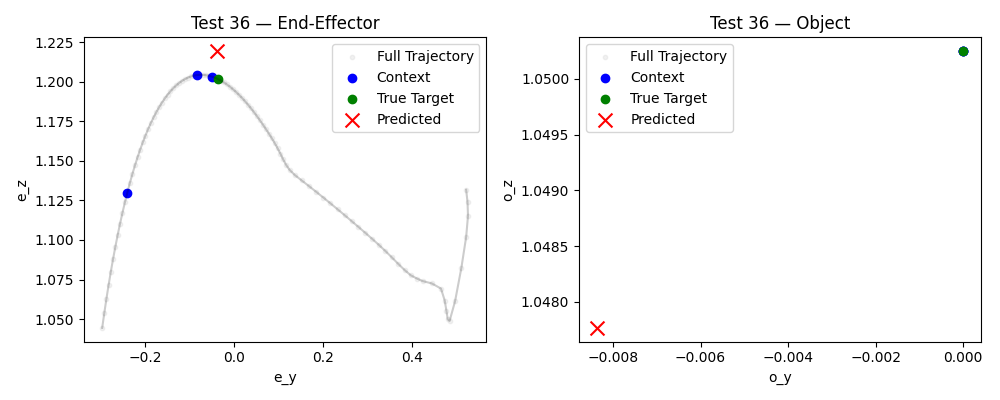 Test 36 — End-Effector
1.225
1.200
1.175
1.150
1.125
1.100
1.075
1.050
e_z
−0.2
0.0
0.2
0.4
e_y
Full Trajectory
Context
True Target
Predicted
Test 36 — Object
1.0500
1.0495
1.0490
1.0485
1.0480
o_z
−0.008
−0.006
−0.004
−0.002
0.000
o_y
Full Trajectory
Context
True Target
Predicted